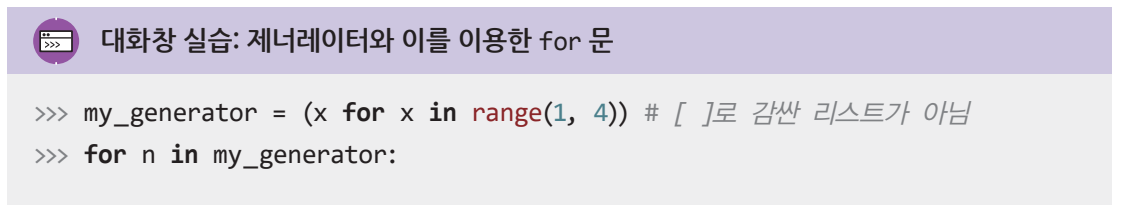 >>>
대화창 실습: 제너레이터와 이를 이용한 for 문
>>> my_generator = (x for x in range(1, 4)) # [ ]로 감싼 리스트가 아님
>>> for n in my_generator: